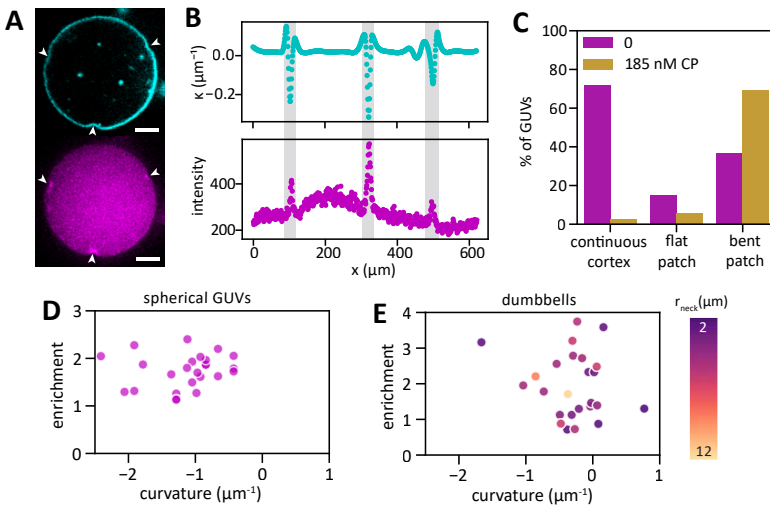 A
B
κ (μm⁻¹)
0.0
−0.2
intensity
400
200
0
200
400
600
x (μm)
C
% of GUVs
100
80
60
40
20
0
0
185 nM CP
continuous cortex
flat patch
bent patch
D
spherical GUVs
enrichment
3
2
1
0
−2
−1
0
1
curvature (μm⁻¹)
E
dumbbells
enrichment
4
3
2
1
0
−2
−1
0
1
curvature (μm⁻¹)
r_neck(μm)
2
12